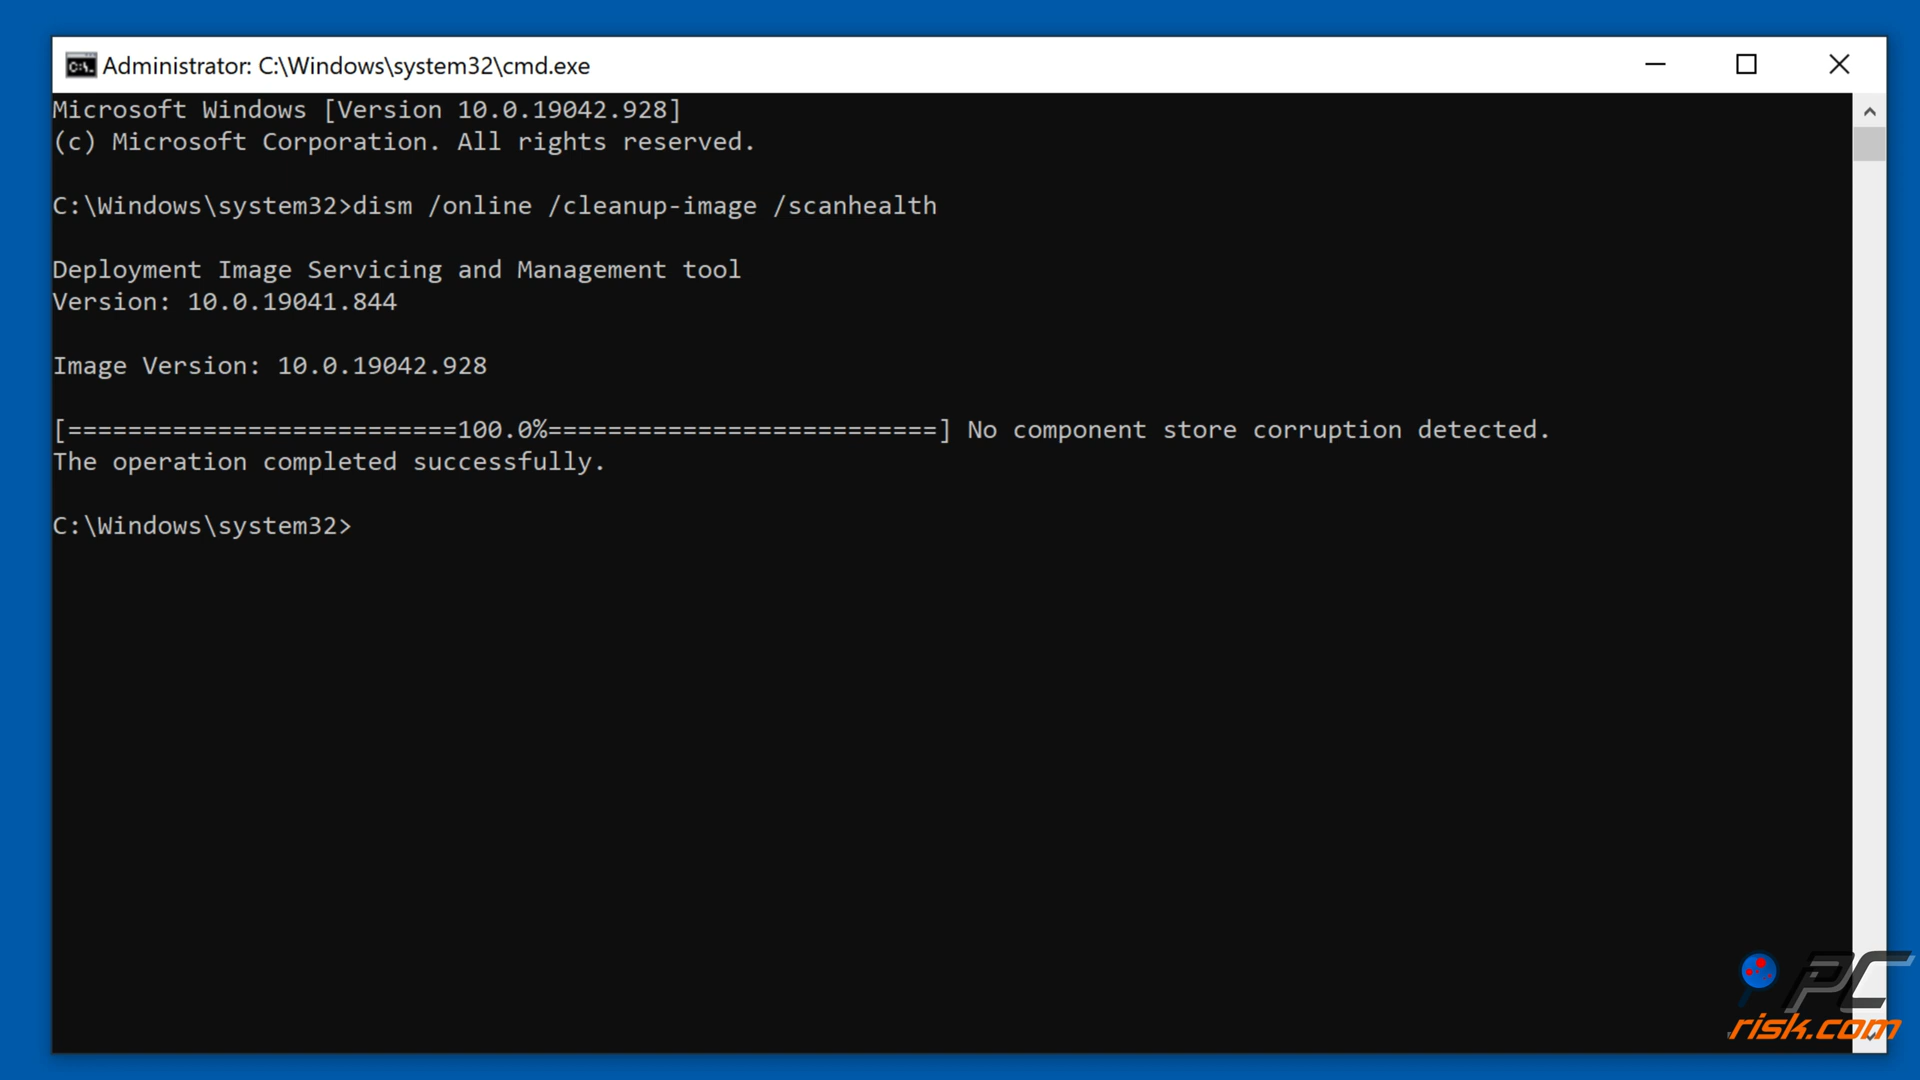 Administrator: C:\Windows\system32\cmd.exe
Microsoft Windows [Version 10.0.19042.928]
(c) Microsoft Corporation. All rights reserved.
C:\Windows\system32>dism /online /cleanup-image /scanhealth
Deployment Image Servicing and Management tool
Version: 10.0.19041.844
Image Version: 10.0.19042.928
[==========================100.0%==========================] No component store corruption detected.
The operation completed successfully.
C:\Windows\system32>
PC
risk.com